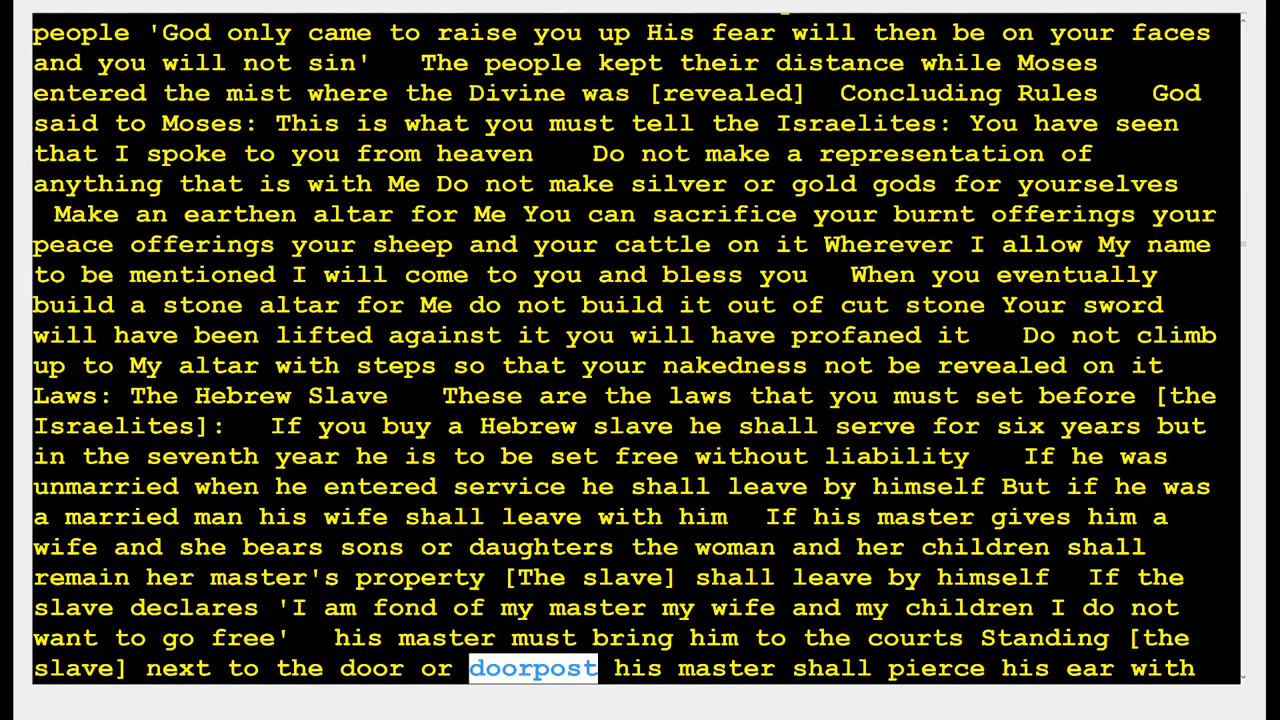 people 'God only came to raise you up His fear will then be on your faces
and you will not sin' The people kept their distance while Moses
entered the mist where the Divine was [revealed] Concluding Rules God
said to Moses: This is what you must tell the Israelites: You have seen
that I spoke to you from heaven Do not make a representation of
anything that is with Me Do not make silver or gold gods for yourselves
Make an earthen altar for Me You can sacrifice your burnt offerings your
peace offerings your sheep and your cattle on it Wherever I allow My name
to be mentioned I will come to you and bless you When you eventually
build a stone altar for Me do not build it out of cut stone Your sword
will have been lifted against it you will have profaned it Do not climb
up to My altar with steps so that your nakedness not be revealed on it
Laws: The Hebrew Slave These are the laws that you must set before [the
Israelites]: If you buy a Hebrew slave he shall serve for six years but
in the seventh year he is to be set free without liability If he was
unmarried when he entered service he shall leave by himself But if he was
a married man his wife shall leave with him If his master gives him a
wife and she bears sons or daughters the woman and her children shall
remain her master's property [The slave] shall leave by himself If the
slave declares 'I am fond of my master my wife and my children I do not
want to go free' his master must bring him to the courts Standing [the
slave] next to the door or doorpost his master shall pierce his ear with